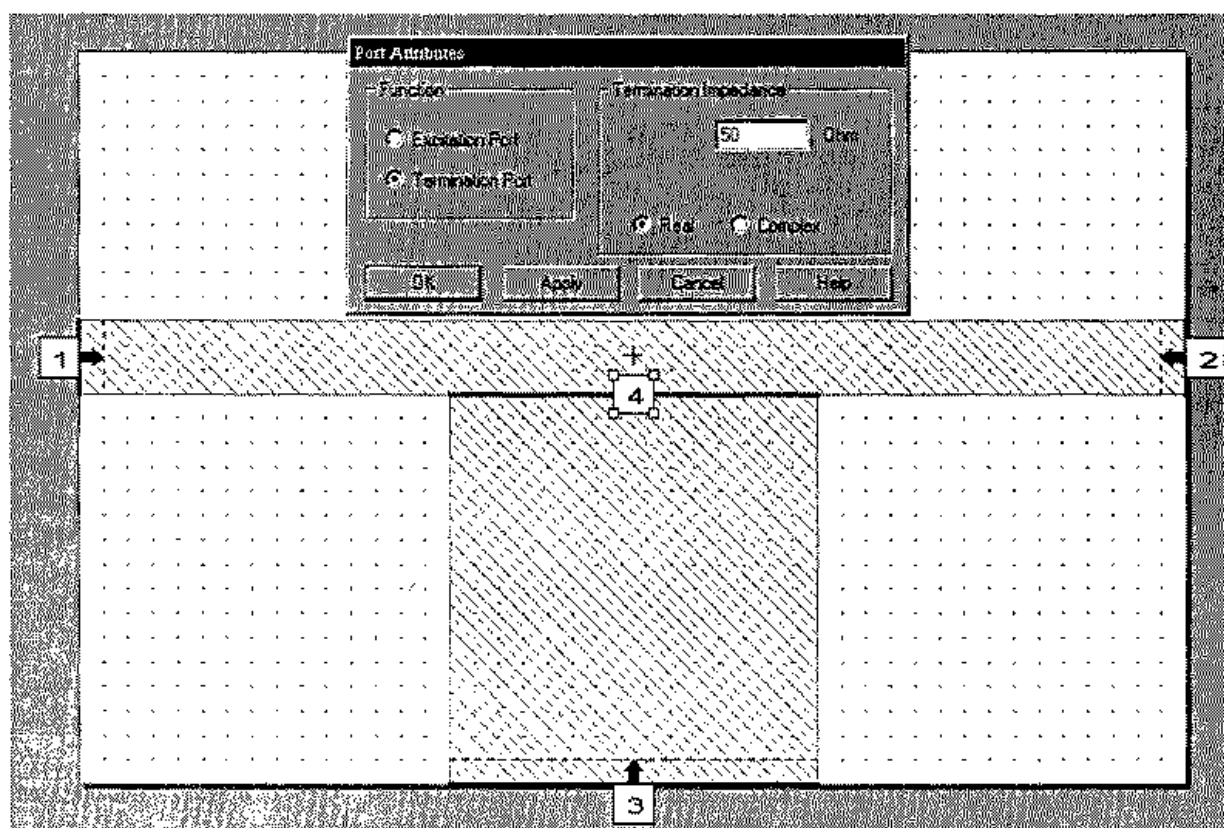 Port Attributes
Function
Termination Impedance
Excitation Port
50 Ohms
Termination Port
Real Complex
OK Apply Cancel Help
1
2
4
3